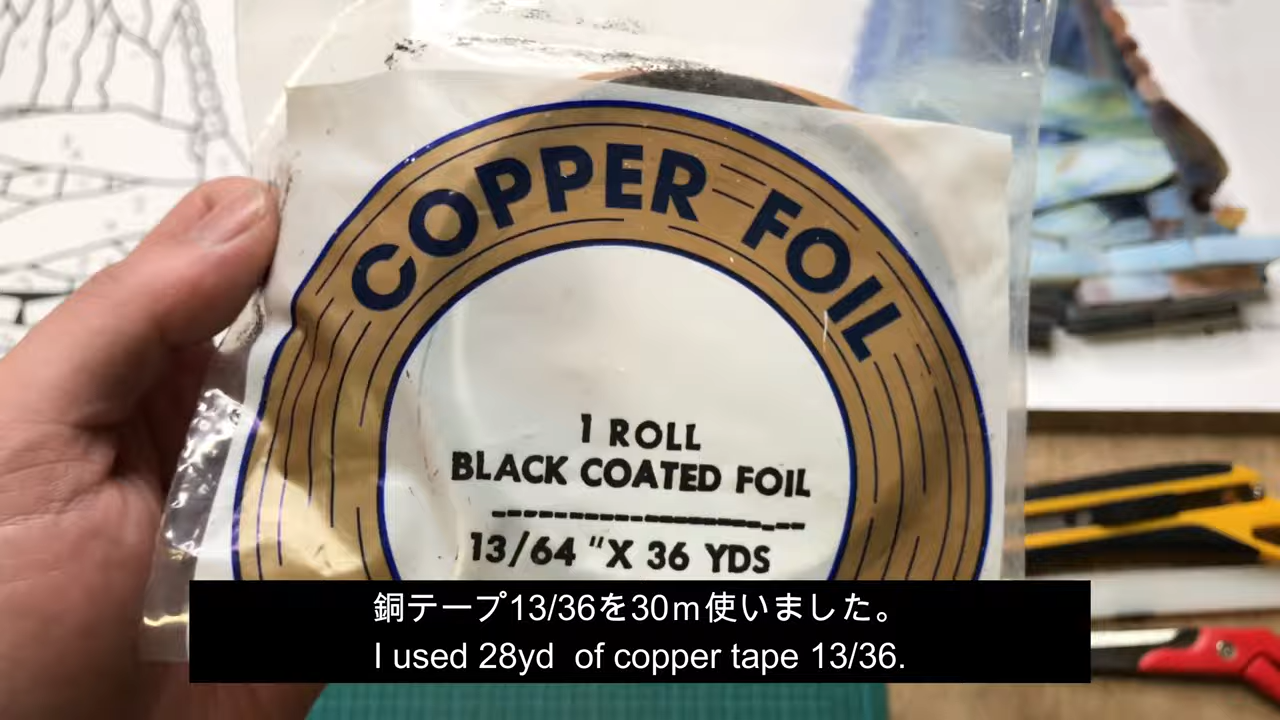 COPPER FOIL
1 ROLL
BLACK COATED FOIL
13/64 "X 36 YDS
銅テープ13/36を30ｍ使いました。
I used 28yd  of copper tape 13/36.